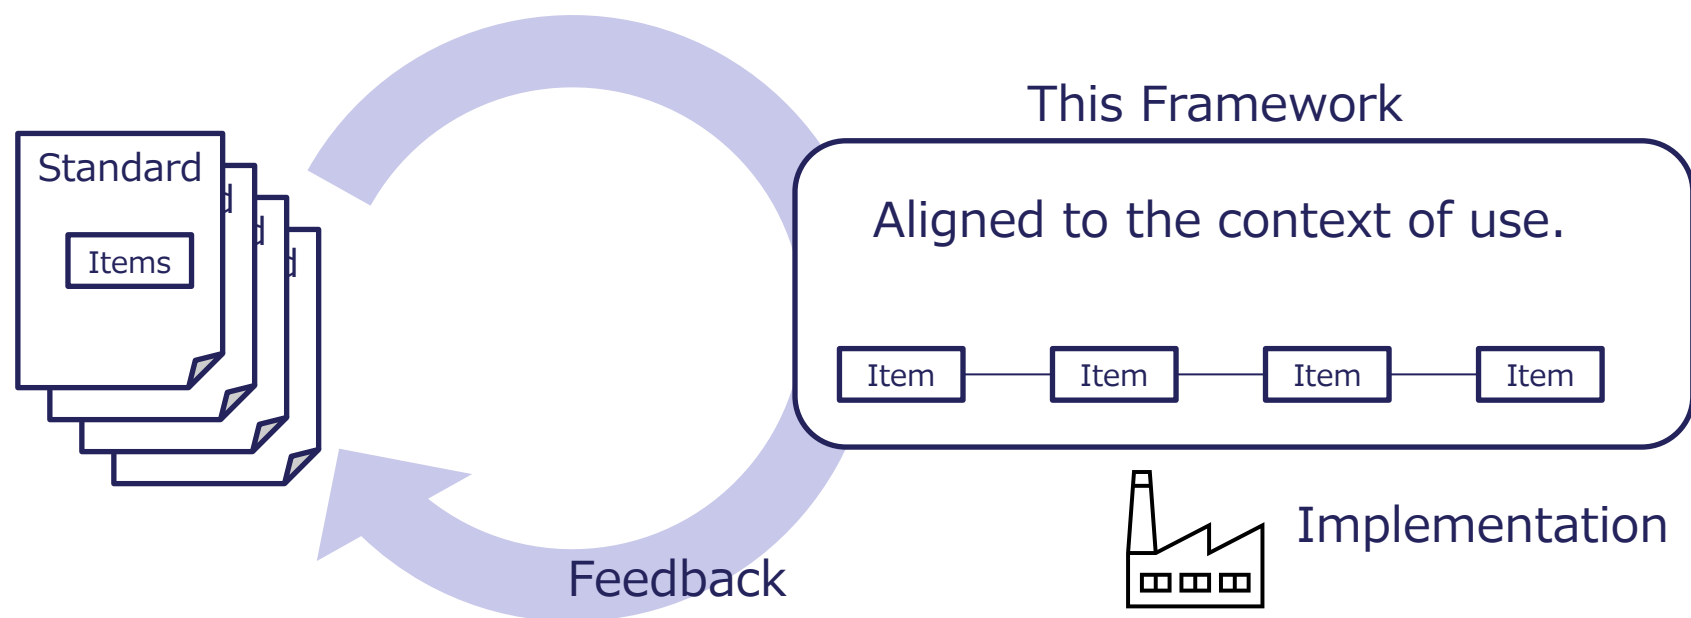 This Framework
Standard
Items
Aligned to the context of use.
Item
Item
Item
Item
Implementation
Feedback